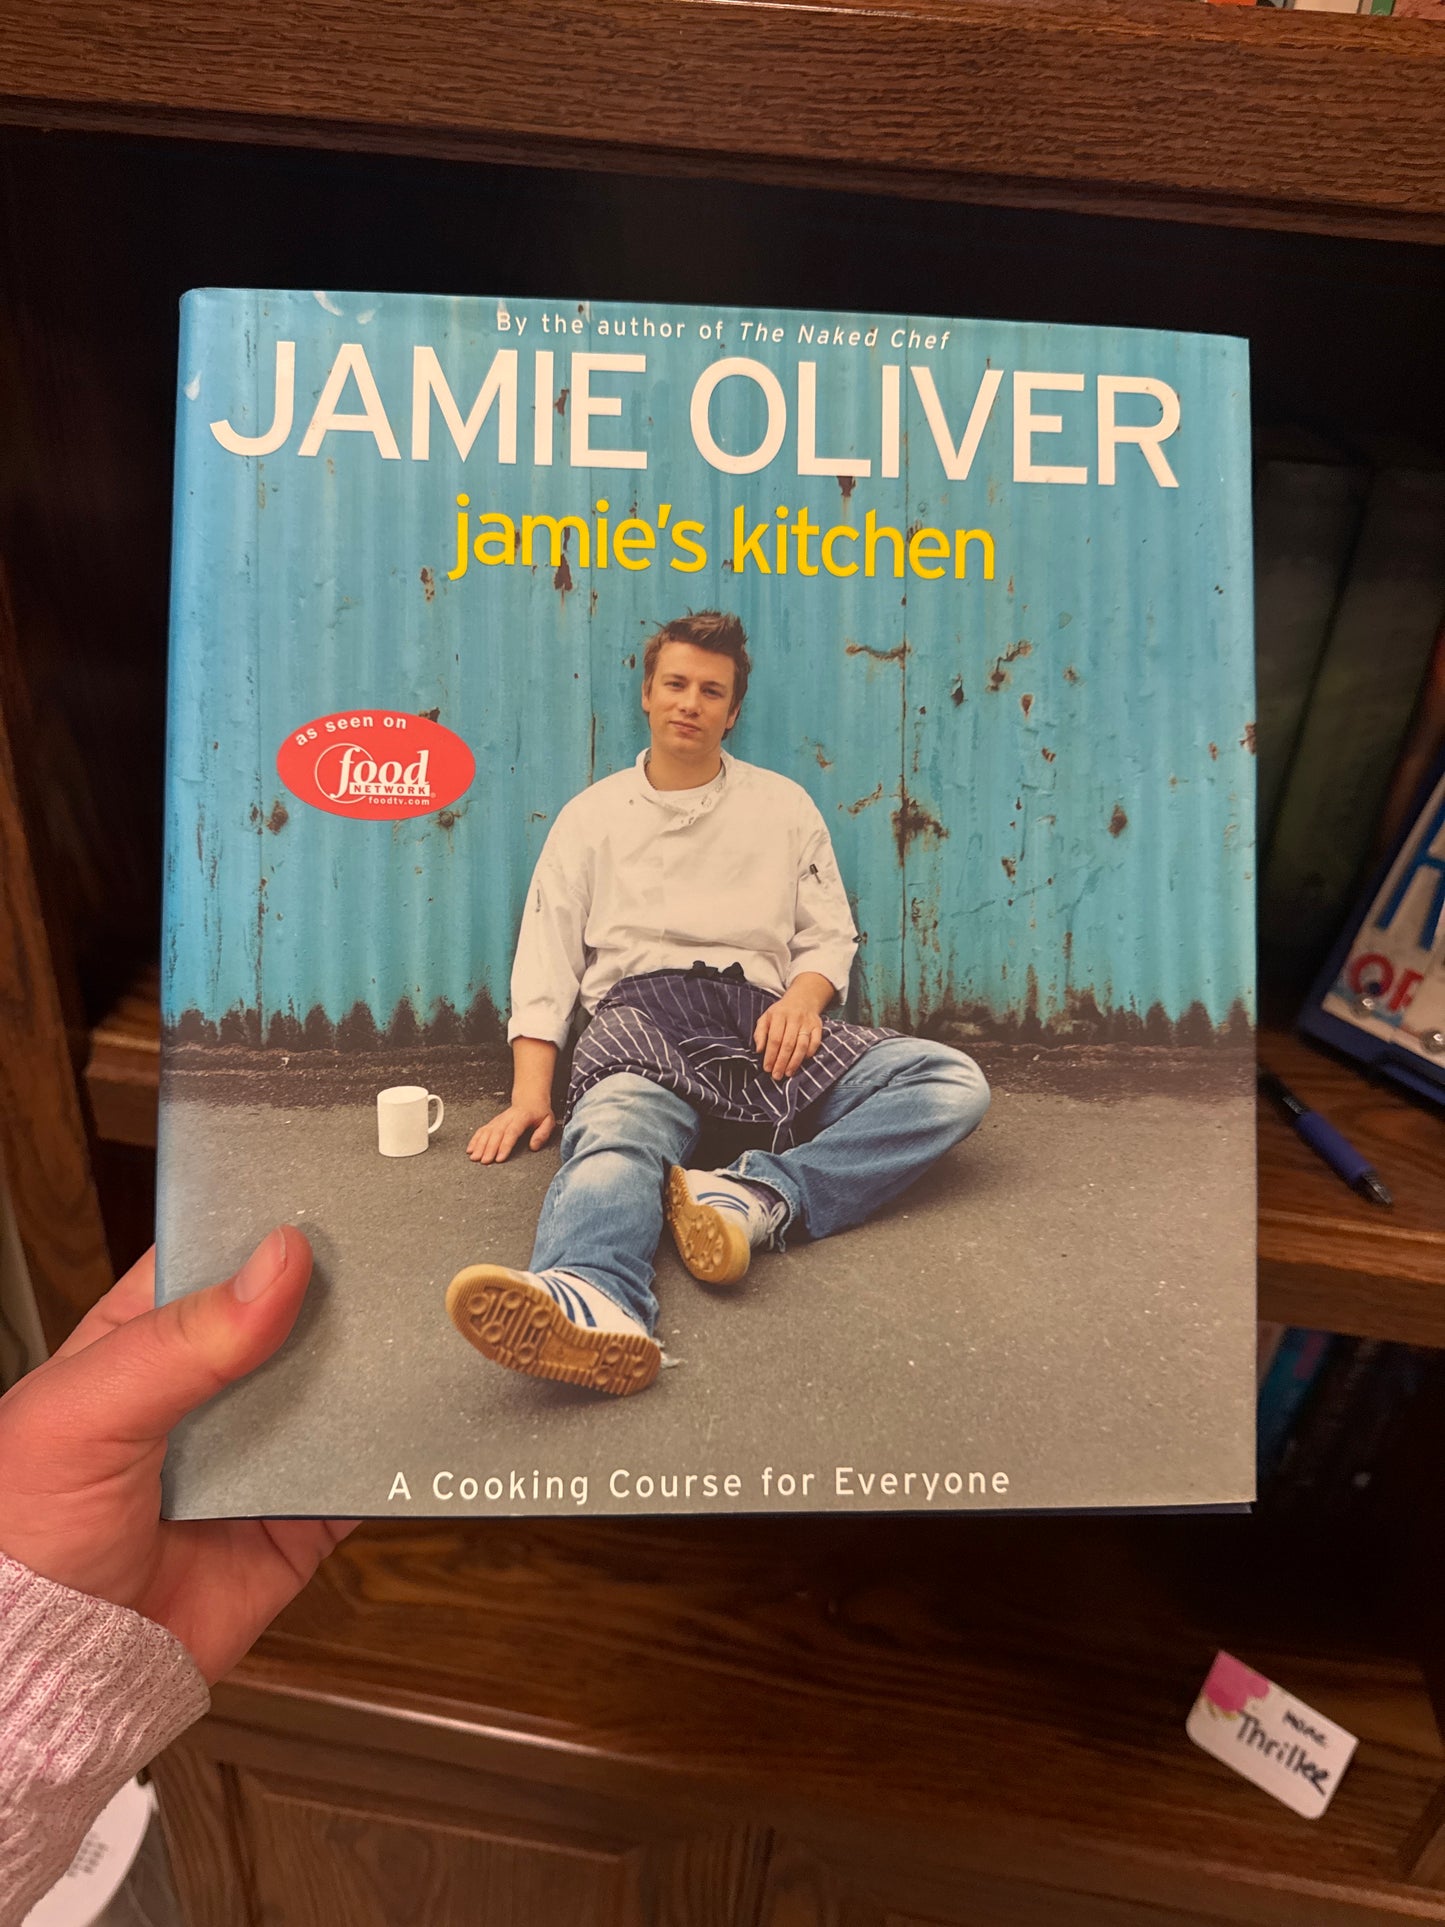 By the author of The Naked Chef
JAMIE OLIVER
jamie's kitchen
as seen on
food
NETWORK
foodtv.com
A Cooking Course for Everyone
more
Thriller